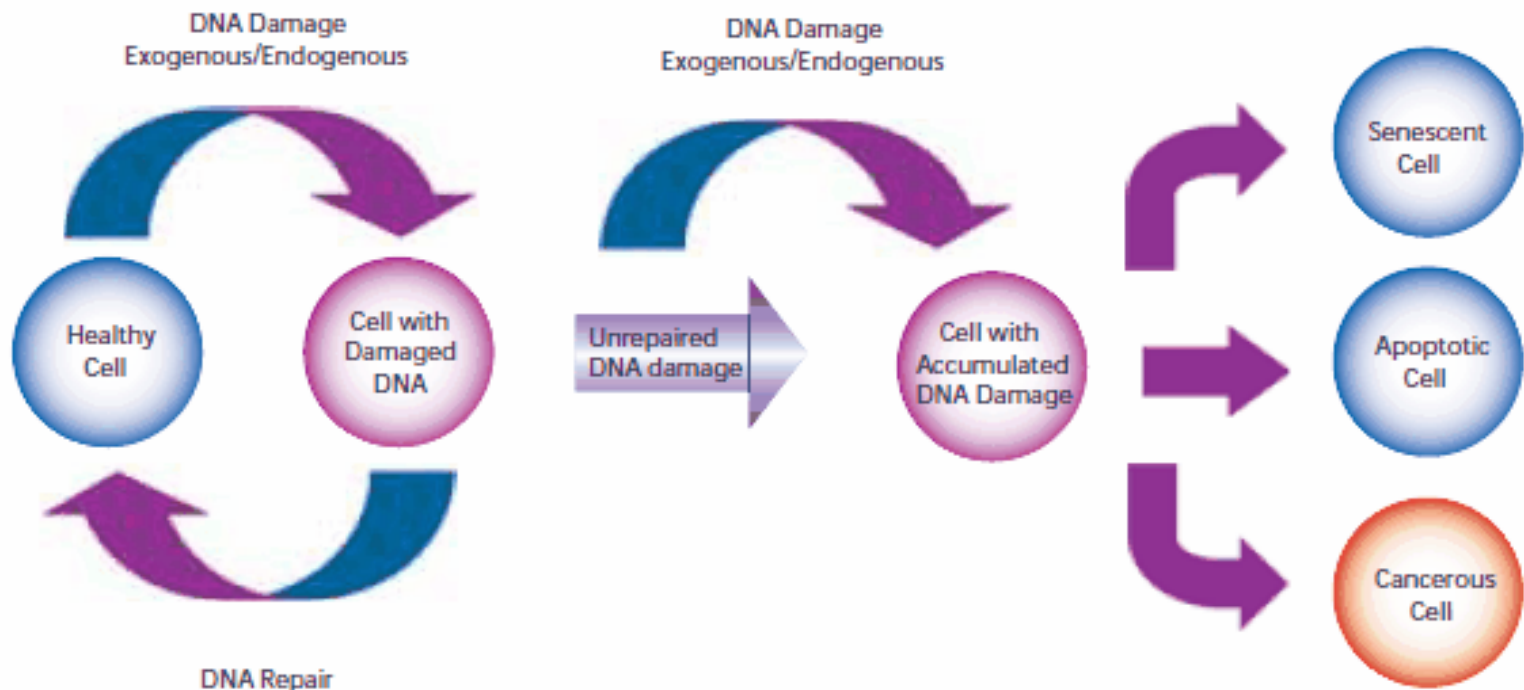 DNA Damage
Exogenous/Endogenous
DNA Damage
Exogenous/Endogenous
Healthy
Cell
Cell with
Damaged
DNA
Unrepaired
DNA damage
Cell with
Accumulated
DNA Damage
Senescent
Cell
Apoptotic
Cell
Cancerous
Cell
DNA Repair